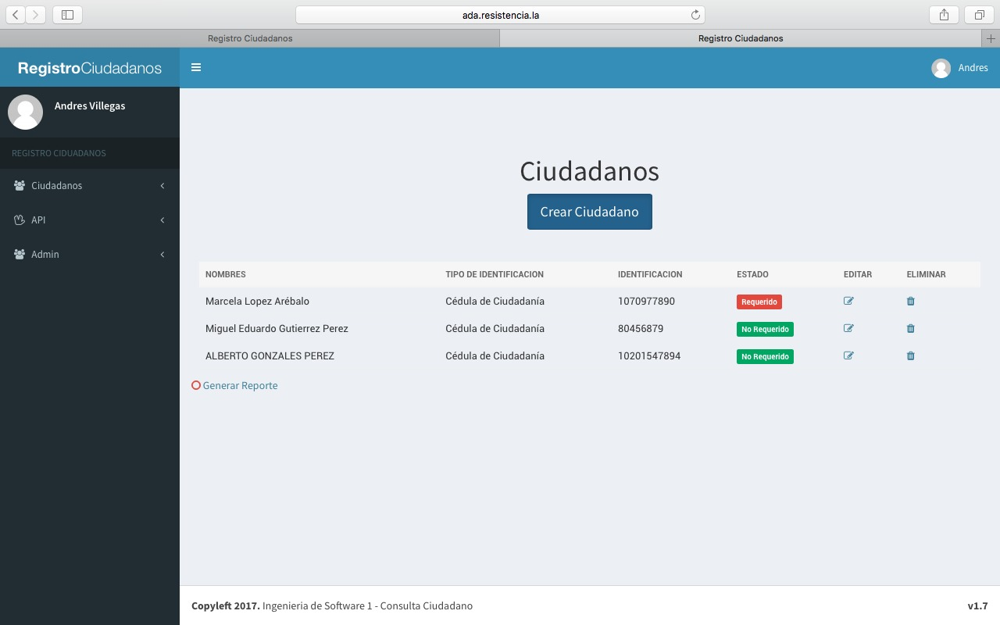 ada.resistencia.la
Registro Ciudadanos
Registro Ciudadanos
RegistroCiudadanos
Andres
Andres Villegas
REGISTRO CIDUADANOS
Ciudadanos
API
Admin
Ciudadanos
Crear Ciudadano
NOMBRES TIPO DE IDENTIFICACION IDENTIFICACION ESTADO EDITAR ELIMINAR
Marcela Lopez Arébalo Cédula de Ciudadanía 1070977890 Requerido
Miguel Eduardo Gutierrez Perez Cédula de Ciudadanía 80456879 No Requerido
ALBERTO GONZALES PEREZ Cédula de Ciudadanía 10201547894 No Requerido
Generar Reporte
Copyleft 2017. Ingenieria de Software 1 - Consulta Ciudadano v1.7